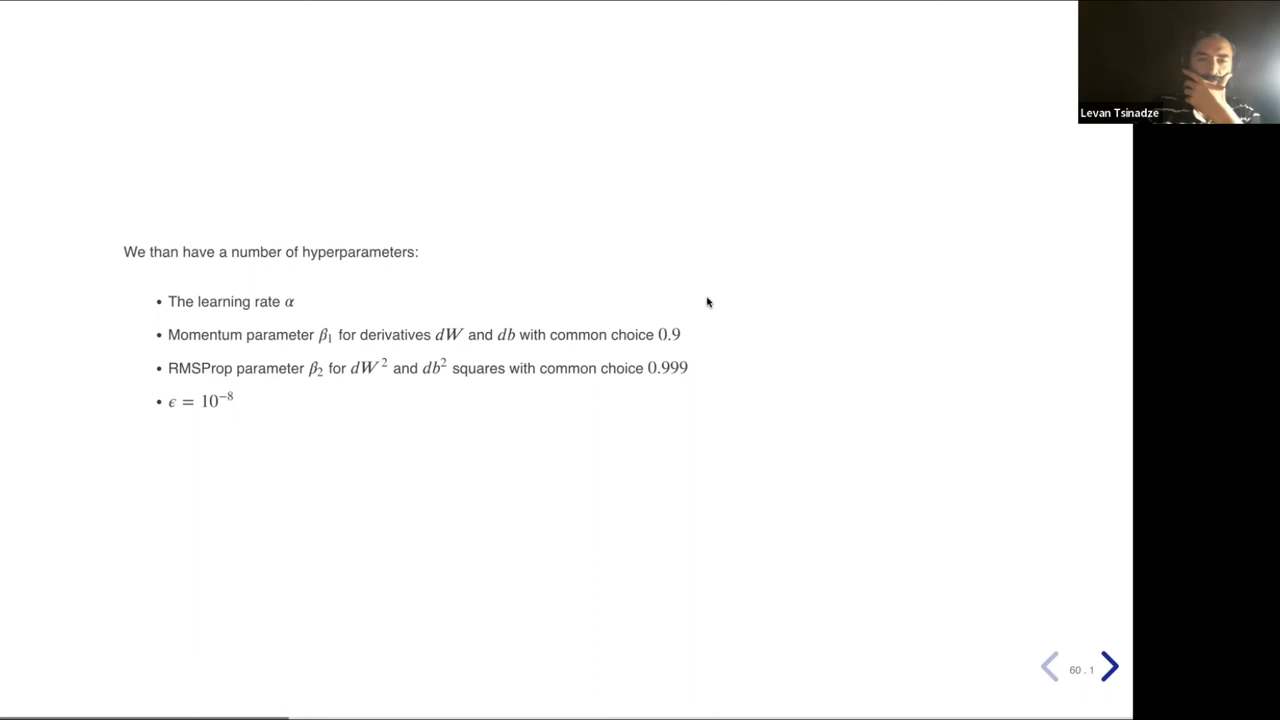 Levan Tsinadze
We than have a number of hyperparameters:
• The learning rate α
• Momentum parameter β₁ for derivatives dW and db with common choice 0.9
• RMSProp parameter β₂ for dW² and db² squares with common choice 0.999
• ϵ = 10⁻⁸
60 . 1